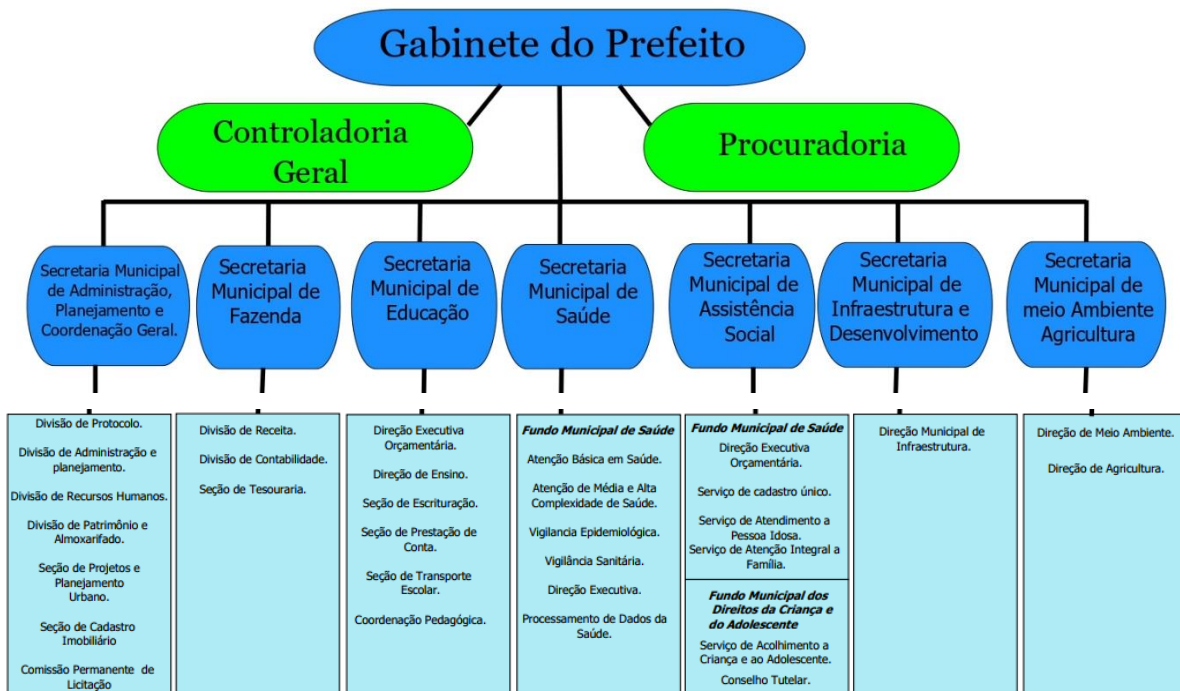 Gabinete do Prefeito
Controladoria
Geral
Procuradoria
Secretaria Municipal
de Administração,
Planejamento e
Coordenação Geral.
Secretaria
Municipal de
Fazenda
Secretaria
Municipal de
Educação
Secretaria
Municipal de
Saúde
Secretaria
Municipal de
Assistência
Social
Secretaria
Municipal de
Infraestrutura e
Desenvolvimento
Secretaria
Municipal de
meio Ambiente
Agricultura
Divisão de Protocolo.
Divisão de Administração e
planejamento.
Divisão de Recursos Humanos.
Divisão de Patrimônio e
Almoxarifado.
Seção de Projetos e
Planejamento
Urbano.
Seção de Cadastro
Imobiliário
Comissão Permanente de
Licitação
Divisão de Receita.
Divisão de Contabilidade.
Seção de Tesouraria.
Direção Executiva
Orçamentária.
Direção de Ensino.
Seção de Escrituração.
Seção de Prestação de
Conta.
Seção de Transporte
Escolar.
Coordenação Pedagógica.
Fundo Municipal de Saúde
Atenção Básica em Saúde.
Atenção de Média e Alta
Complexidade de Saúde.
Vigilancia Epidemiológica.
Vigilância Sanitária.
Direção Executiva.
Processamento de Dados da
Saúde.
Fundo Municipal de Saúde
Direção Executiva
Orçamentária.
Serviço de cadastro único.
Serviço de Atendimento a
Pessoa Idosa.
Serviço de Atenção Integral a
Família.
Fundo Municipal dos
Direitos da Criança e
do Adolescente
Serviço de Acolhimento a
Criança e ao Adolescente.
Conselho Tutelar.
Direção Municipal de
Infraestrutura.
Direção de Meio Ambiente.
Direção de Agricultura.